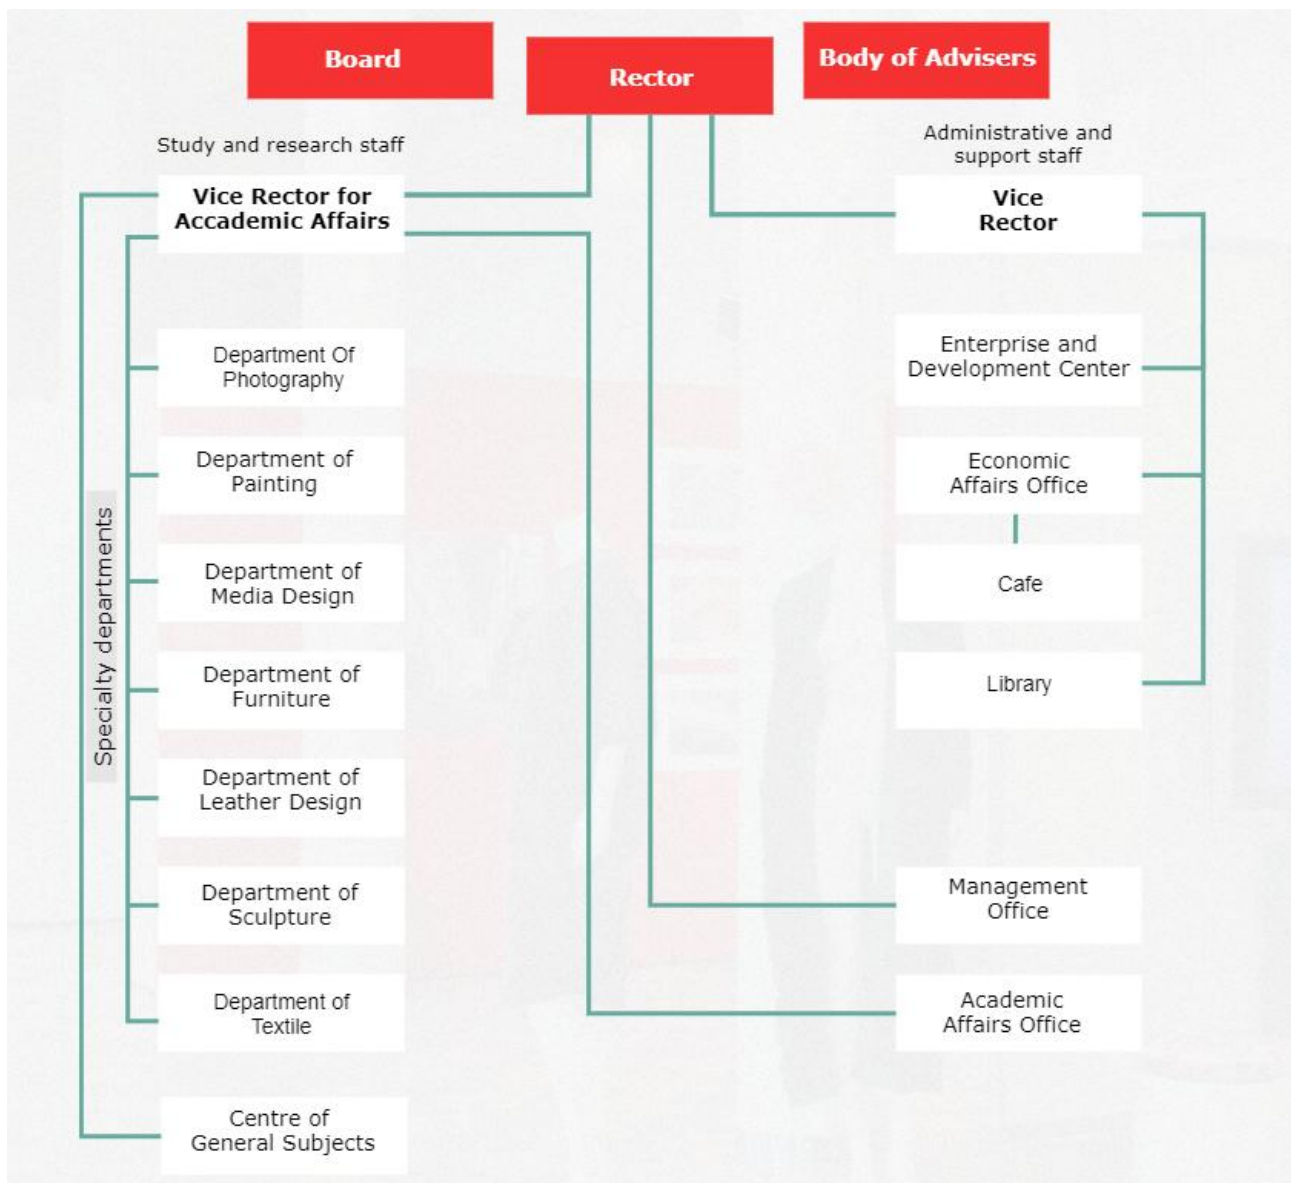 Board
Rector
Body of Advisers
Study and research staff
Administrative and
support staff
Vice Rector for
Accademic Affairs
Vice
Rector
Specialty departments
Department Of
Photography
Department of
Painting
Department of
Media Design
Department of
Furniture
Department of
Leather Design
Department of
Sculpture
Department of
Textile
Centre of
General Subjects
Enterprise and
Development Center
Economic
Affairs Office
Cafe
Library
Management
Office
Academic
Affairs Office